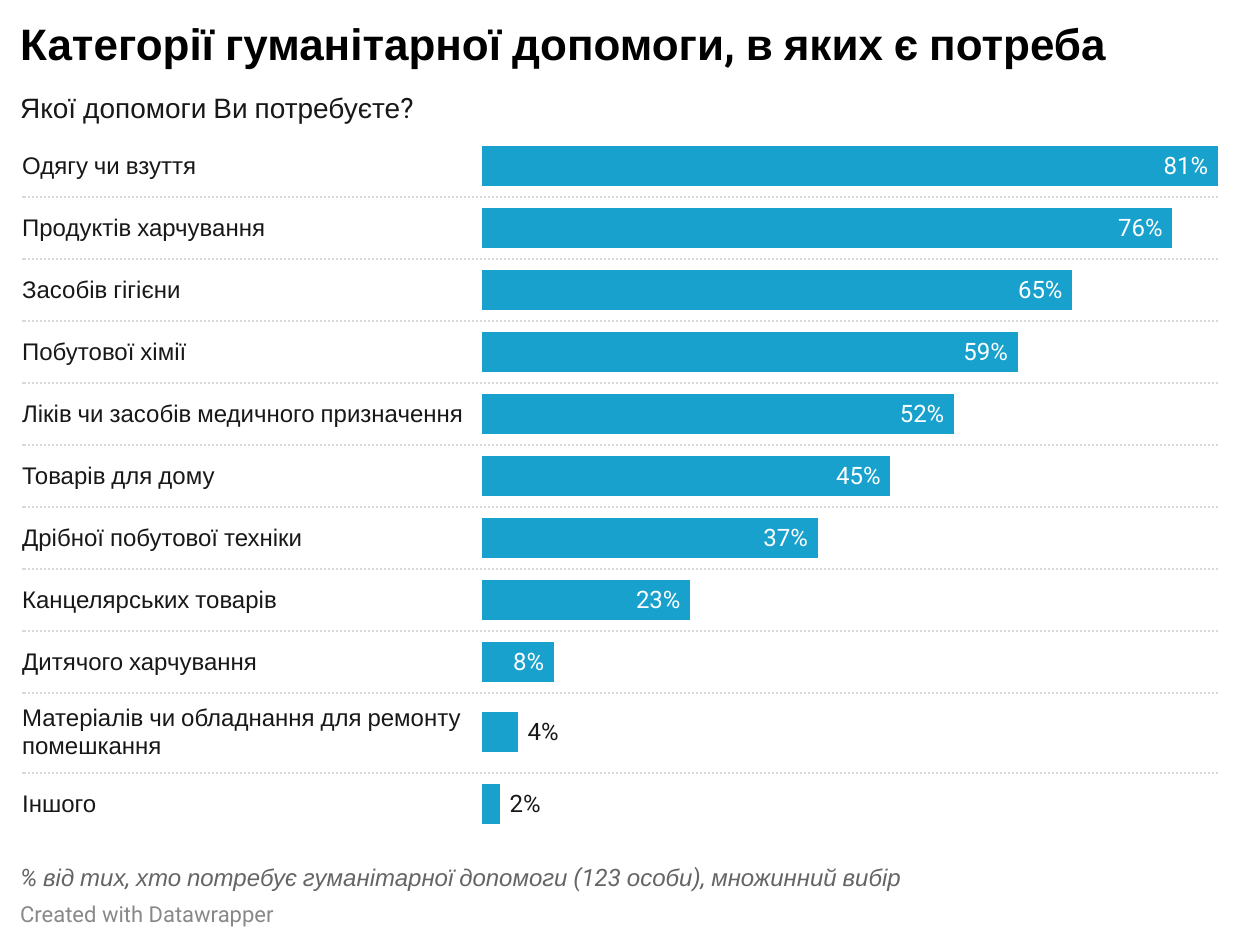 Категорії гуманітарної допомоги, в яких є потреба
Якої допомоги Ви потребуєте?
Одягу чи взуття 81%
Продуктів харчування 76%
Засобів гігієни 65%
Побутової хімії 59%
Ліків чи засобів медичного призначення 52%
Товарів для дому 45%
Дрібної побутової техніки 37%
Канцелярських товарів 23%
Дитячого харчування 8%
Матеріалів чи обладнання для ремонту
помешкання 4%
Іншого 2%
% від тих, хто потребує гуманітарної допомоги (123 особи), множинний вибір
Created with Datawrapper